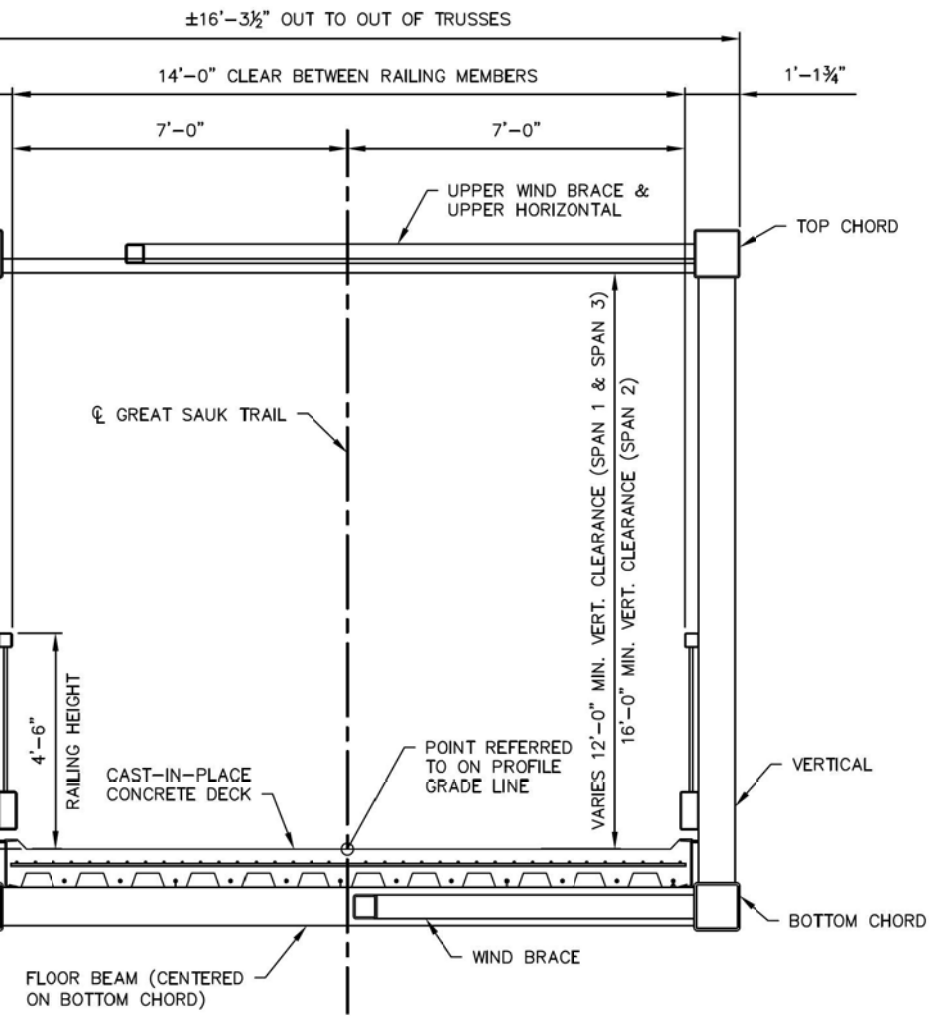 ±16'-3½" OUT TO OUT OF TRUSSES
14'-0" CLEAR BETWEEN RAILING MEMBERS
1'-1¾"
7'-0"
7'-0"
UPPER WIND BRACE &
UPPER HORIZONTAL
TOP CHORD
VARIES 12'-0" MIN. VERT. CLEARANCE (SPAN 1 & SPAN 3)
16'-0" MIN. VERT. CLEARANCE (SPAN 2)
℄ GREAT SAUK TRAIL
4'-6"
RAILING HEIGHT
CAST-IN-PLACE
CONCRETE DECK
POINT REFERRED
TO ON PROFILE
GRADE LINE
VERTICAL
BOTTOM CHORD
WIND BRACE
FLOOR BEAM (CENTERED
ON BOTTOM CHORD)